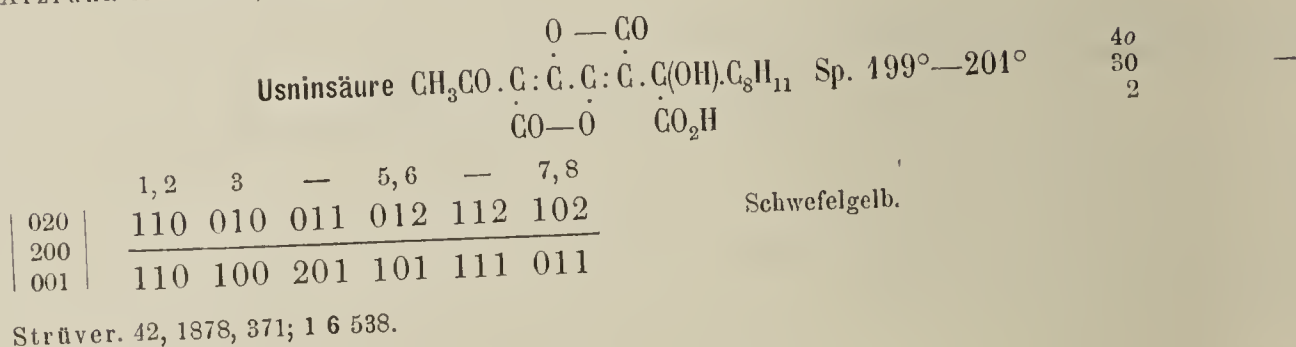 O — CO
Usninsäure CH₃CO.C:C.C:C.C(OH).C₈H₁₁ Sp. 199°—201°
CO—O CO₂H
40
30
2
—
1, 2 3 — 5, 6 — 7, 8
020 110 010 011 012 112 102 Schwefelgelb.
200
001 110 100 201 101 111 011
Strüver. 42, 1878, 371; 1 6 538.